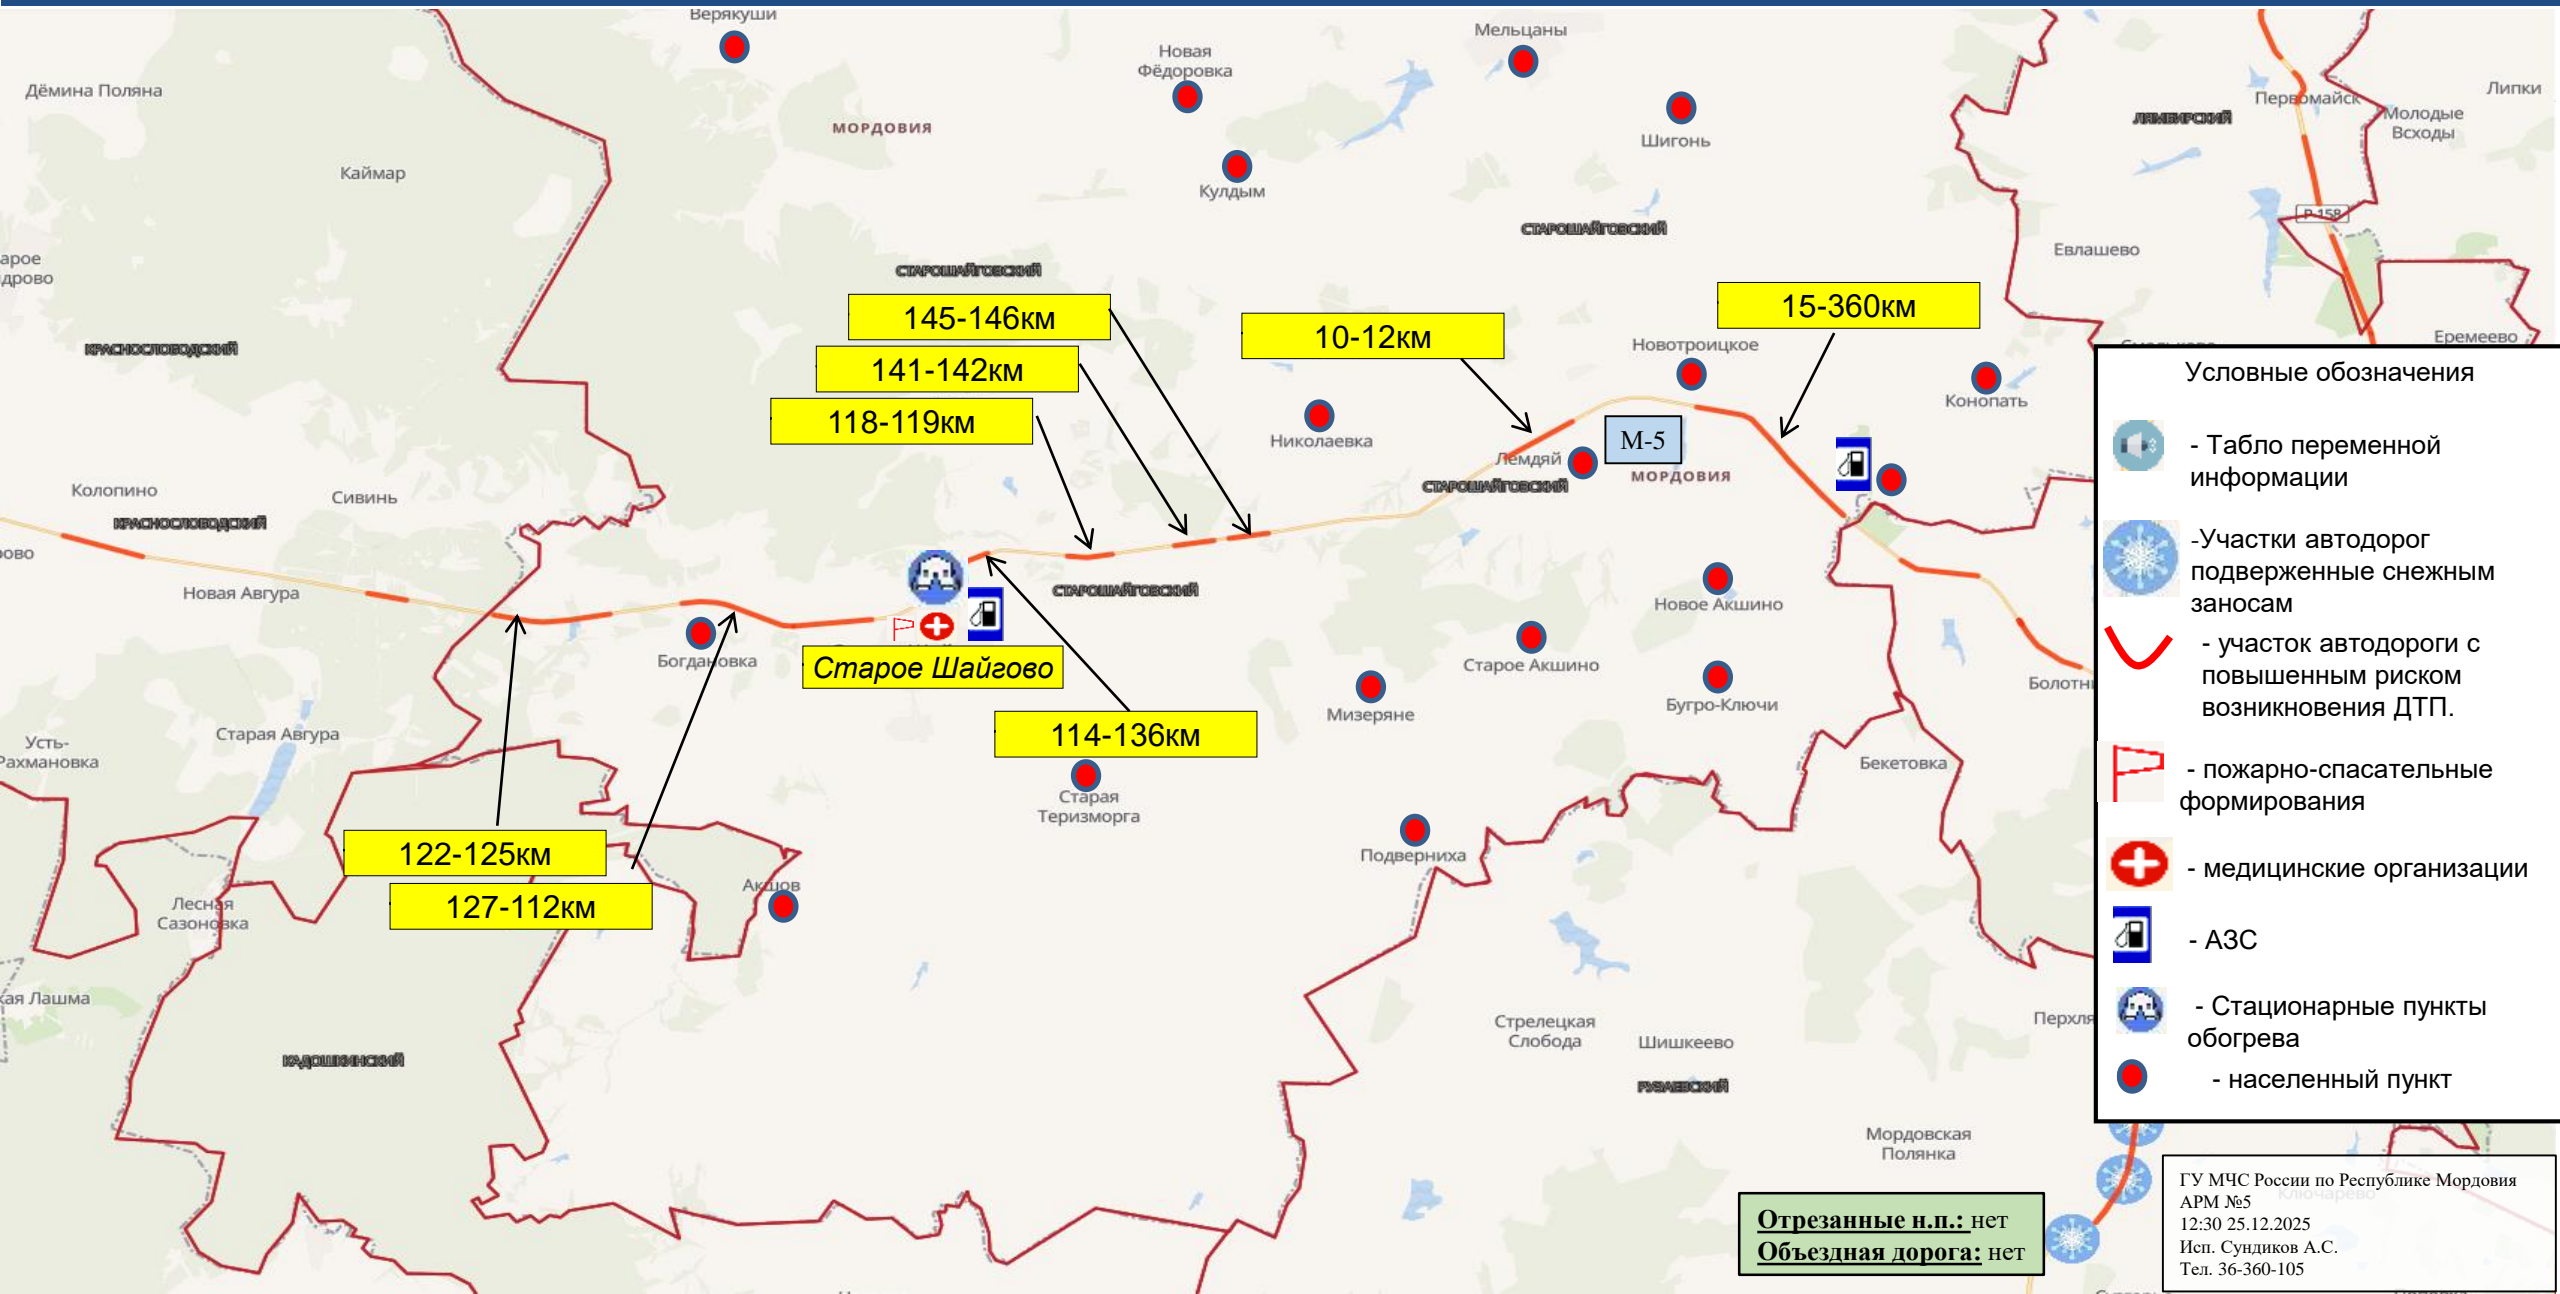 Верякуши
Мельцаны
Новая
Фёдоровка
Дёмина Поляна
Липки
Первомайск
Молодые
Всходы
ЛЯМБИРСКИЙ
МОРДОВИЯ
Шигонь
Каймар
Кулдым
Р-158
СТАРОШАЙГОВСКИЙ
Евлашево
СТАРОШАЙГОВСКИЙ
145-146км
10-12км
15-360км
КРАСНОСЛОБОДСКИЙ
141-142км
Новотроицкое
Еремеево
118-119км
Николаевка
М-5
Конопать
Лемдяй
СТАРОШАЙГОВСКИЙ
МОРДОВИЯ
Колопино
Сивинь
КРАСНОСЛОБОДСКИЙ
Новая Авгура
СТАРОШАЙГОВСКИЙ
Новое Акшино
Богдановка
Старое Шайгово
Старое Акшино
Мизеряне
Бугро-Ключи
114-136км
Усть-
Рахмановка
Старая Авгура
Бекетовка
Старая
Теризморга
122-125км
Подверниха
127-112км
Акшов
Лесная
Сазоновка
Стрелецкая
Слобода
Шишкеево
КАДОШКИНСКИЙ
РУЗАЕВСКИЙ
Мордовская
Полянка
Условные обозначения
- Табло переменной
информации
-Участки автодорог
подверженные снежным
заносам
- участок автодороги с
повышенным риском
возникновения ДТП.
- пожарно-спасательные
формирования
- медицинские организации
- АЗС
- Стационарные пункты
обогрева
- населенный пункт
Отрезанные н.п.: нет
Объездная дорога: нет
ГУ МЧС России по Республике Мордовия
АРМ №5
12:30 25.12.2025
Исп. Сундиков А.С.
Тел. 36-360-105
Ключарево